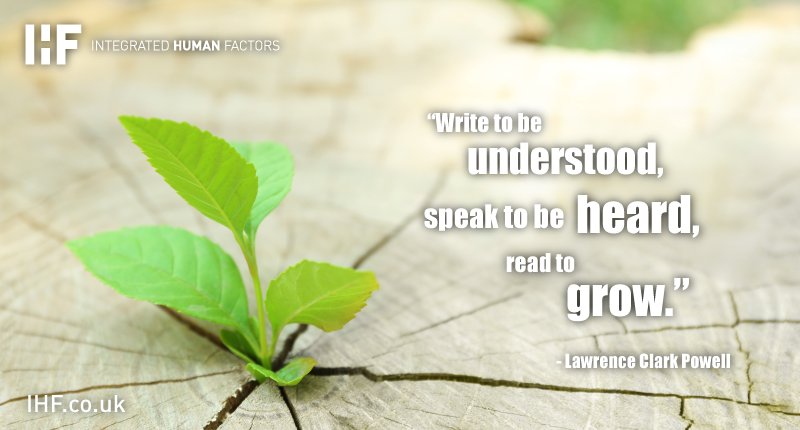 IHF INTEGRATED HUMAN FACTORS
“Write to be
understood,
speak to be heard,
read to
grow.”
- Lawrence Clark Powell
IHF.co.uk